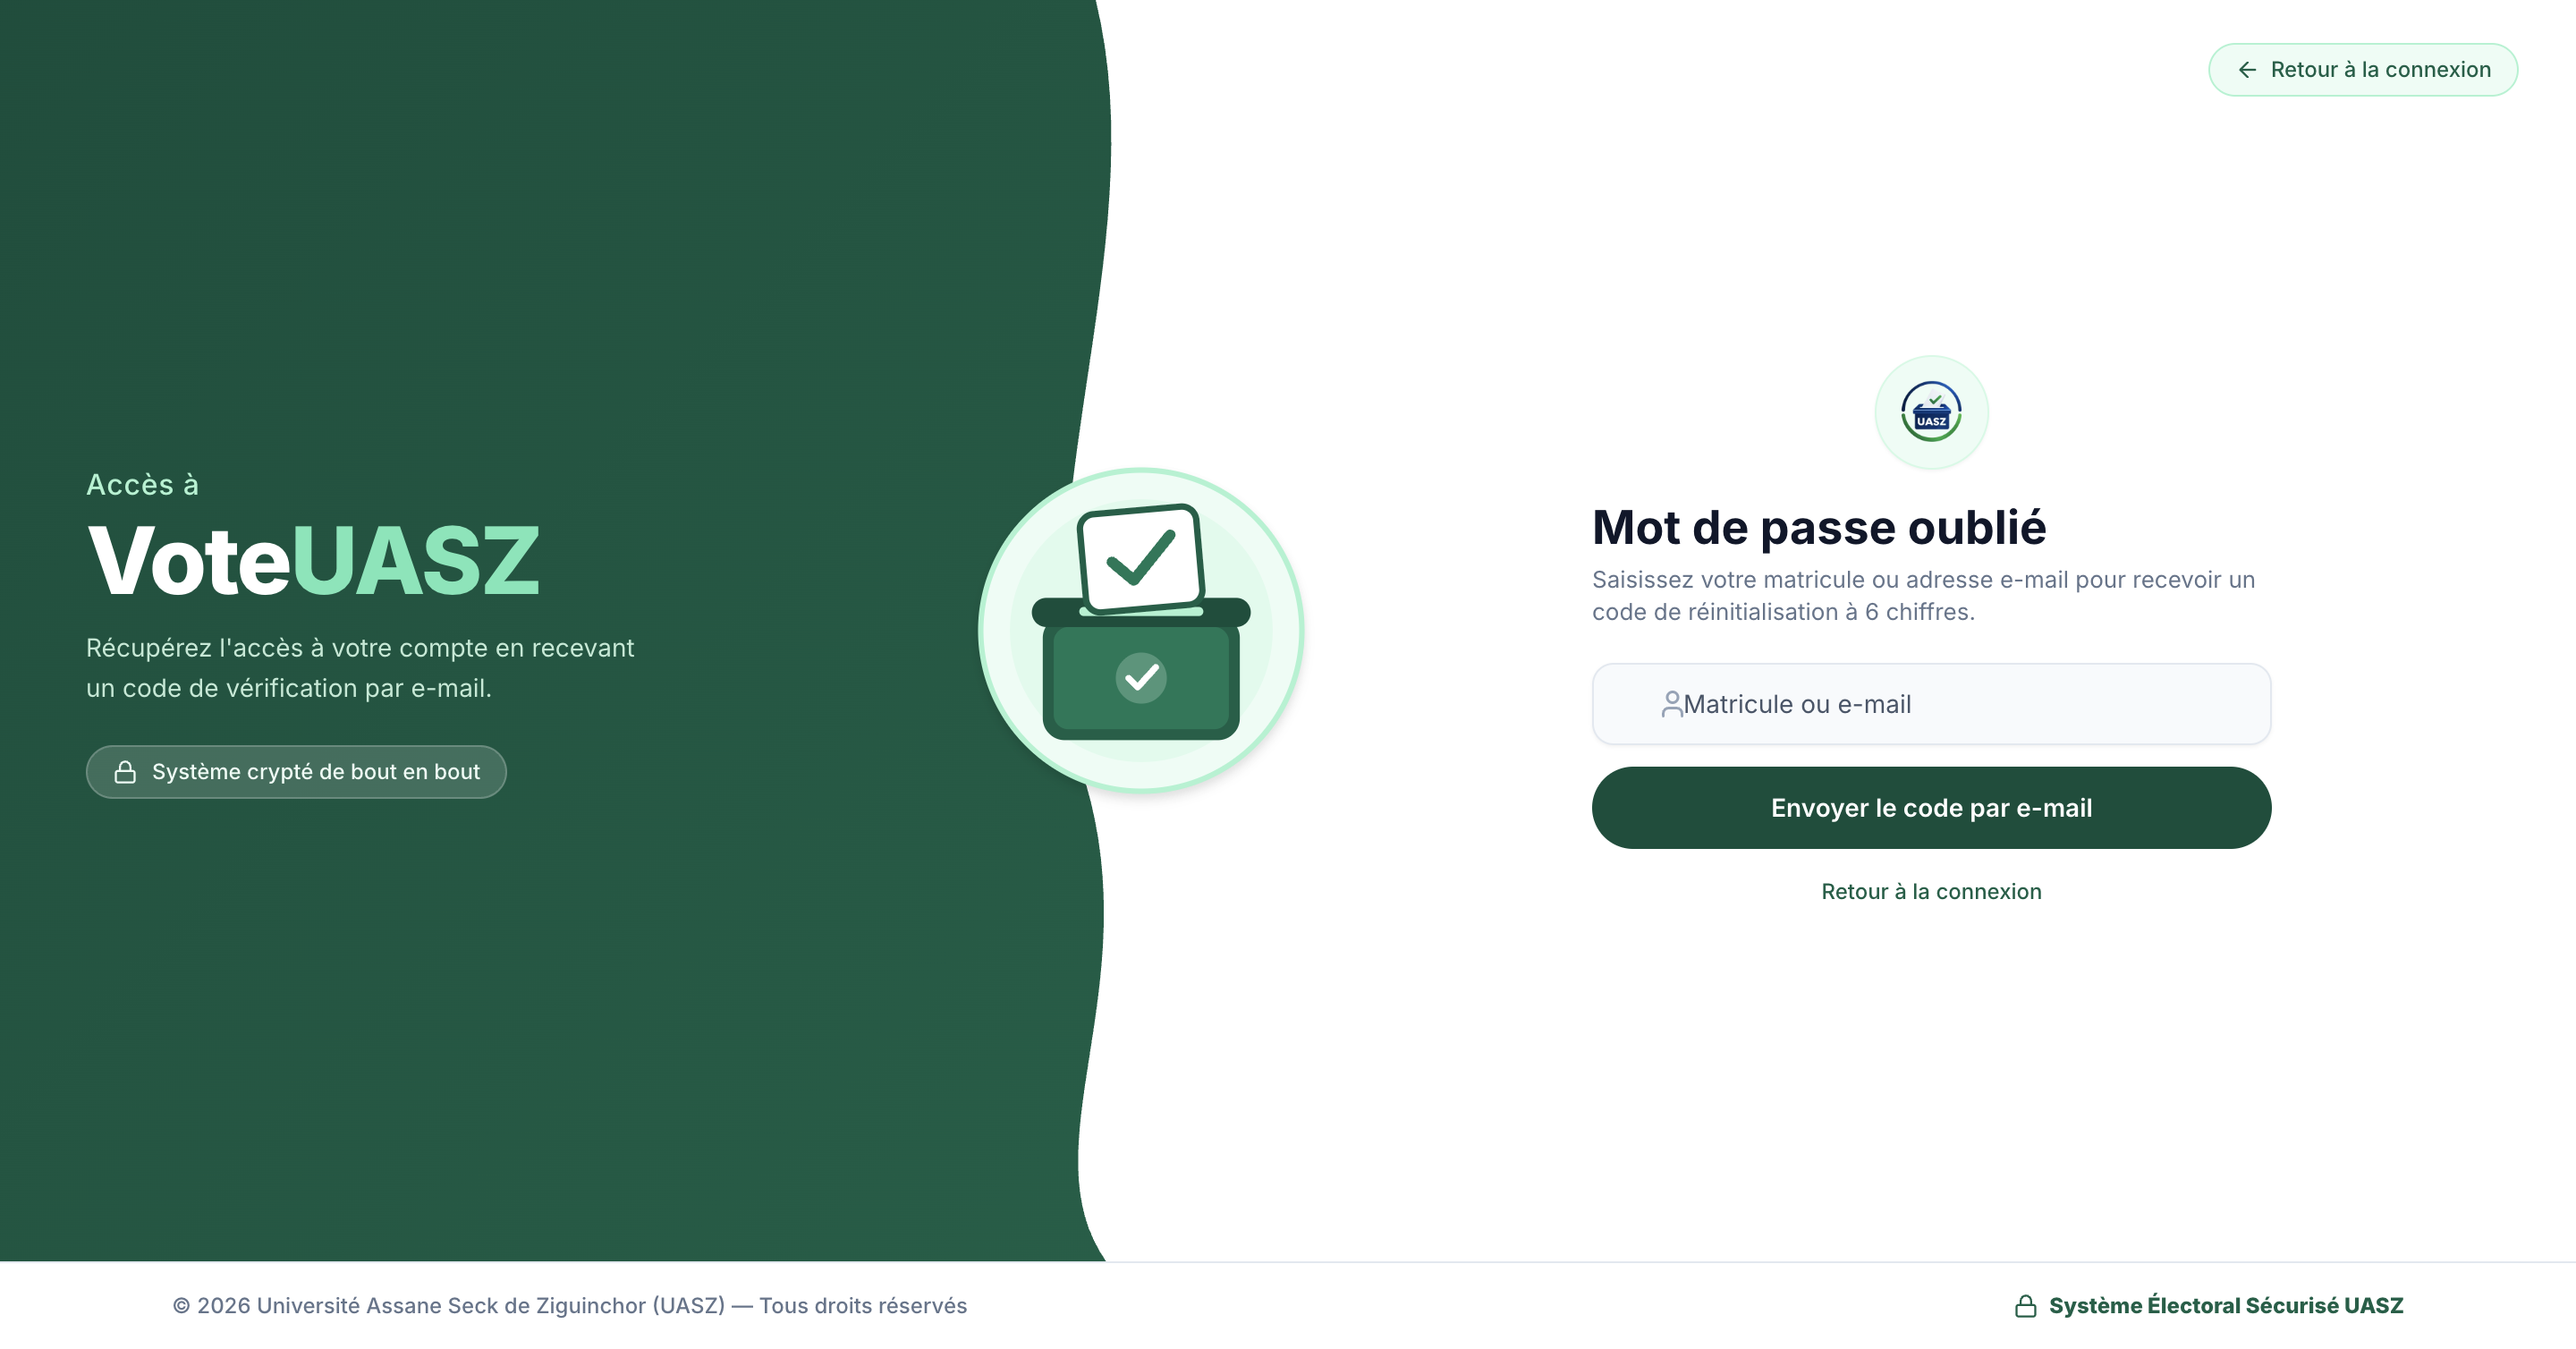 Retour à la connexion
Accès à
VoteUASZ
Récupérez l'accès à votre compte en recevant
un code de vérification par e-mail.
Système crypté de bout en bout
UASZ
Mot de passe oublié
Saisissez votre matricule ou adresse e-mail pour recevoir un
code de réinitialisation à 6 chiffres.
Matricule ou e-mail
Envoyer le code par e-mail
Retour à la connexion
© 2026 Université Assane Seck de Ziguinchor (UASZ) — Tous droits réservés
Système Électoral Sécurisé UASZ